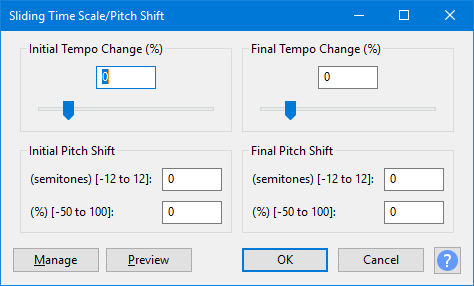 Sliding Time Scale/Pitch Shift
Initial Tempo Change (%)
0
Final Tempo Change (%)
0
Initial Pitch Shift
(semitones) [-12 to 12]: 0
(%) [-50 to 100]: 0
Final Pitch Shift
(semitones) [-12 to 12]: 0
(%) [-50 to 100]: 0
Manage Preview OK Cancel ?